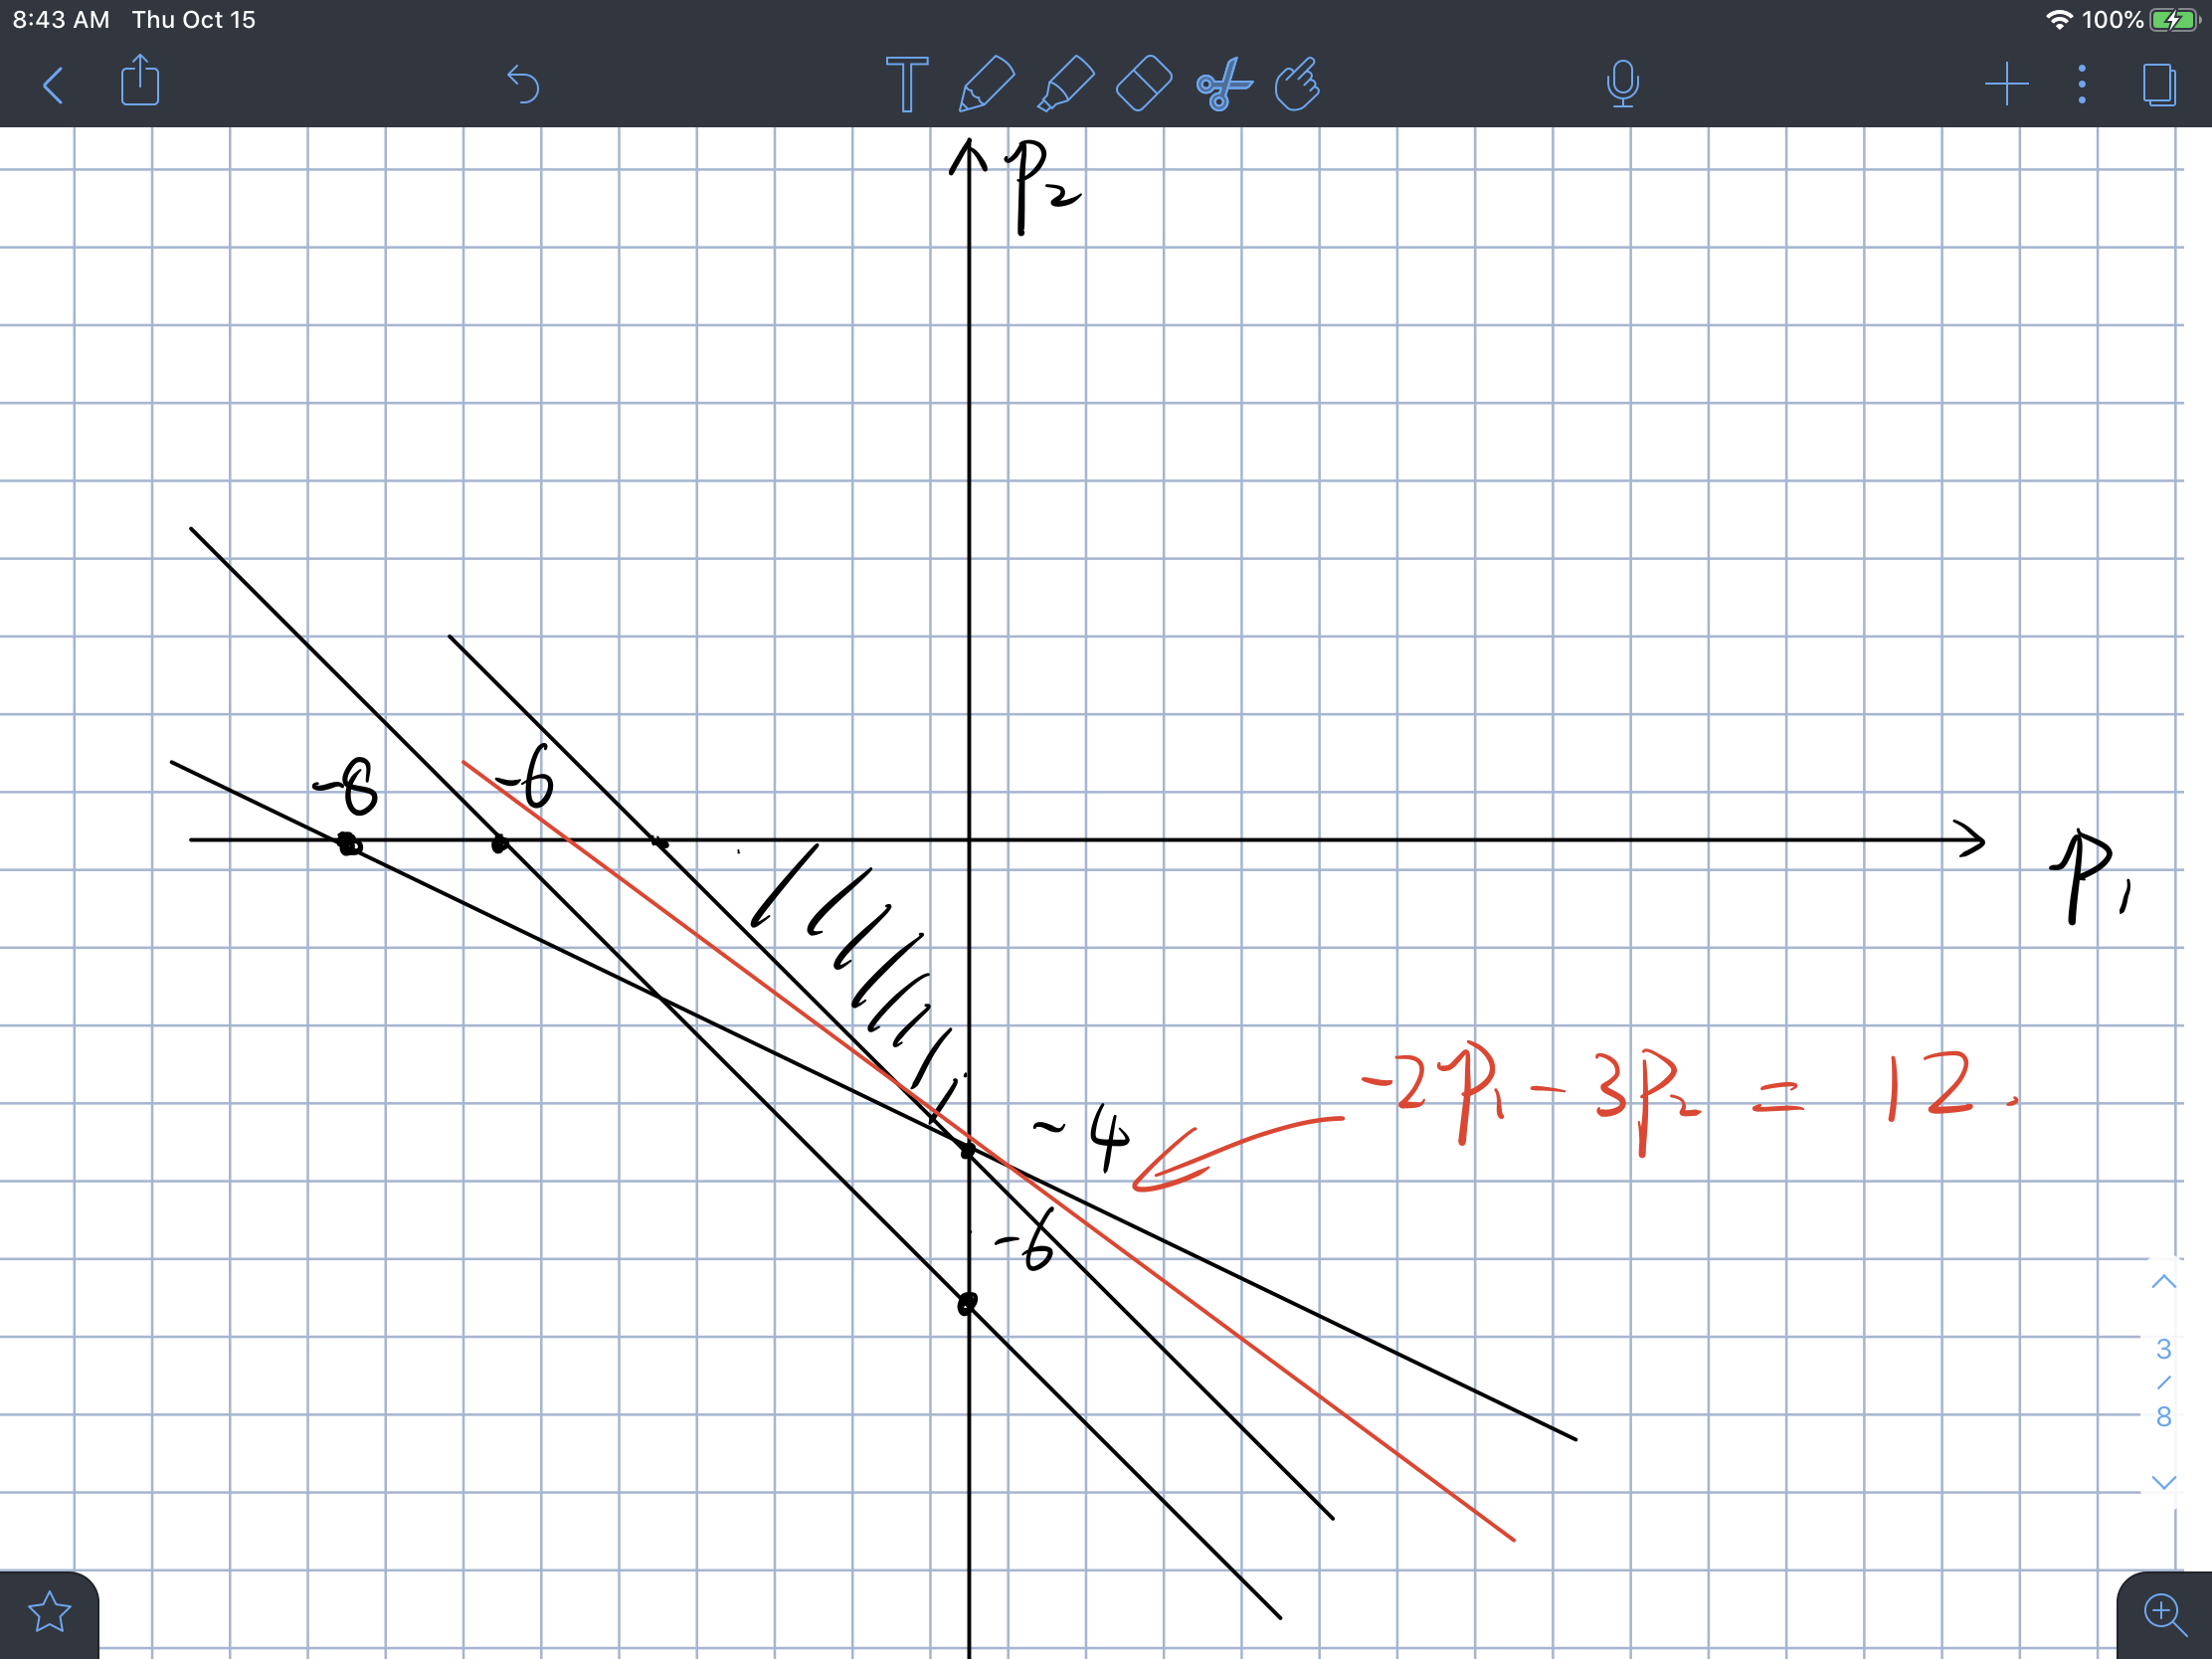 8:43 AM Thu Oct 15
100%
T
p₂
-8
-6
p₁
-4
-2p₁-3p₂ = 12.
-6
3
/
8